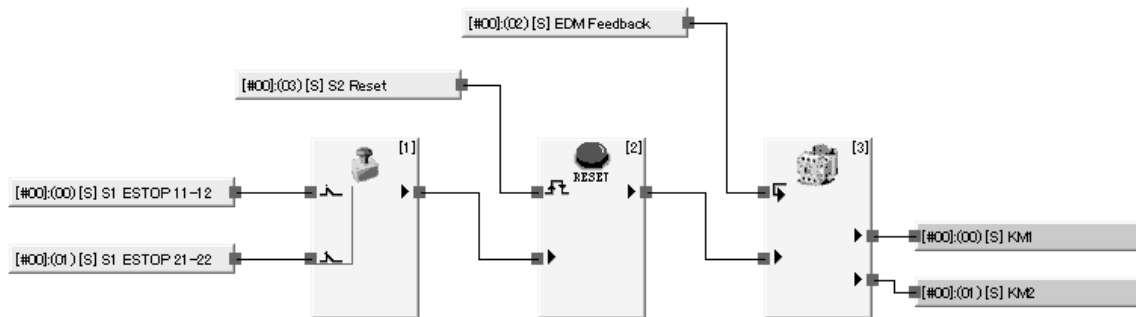 [#00]:(02) [S] EDM Feedback
[#00]:(03) [S] S2 Reset
[1]
[2]
[3]
RESET
[#00]:(00) [S] S1 ESTOP 11-12
[#00]:(01) [S] S1 ESTOP 21-22
[#00]:(00) [S] KM1
[#00]:(01) [S] KM2